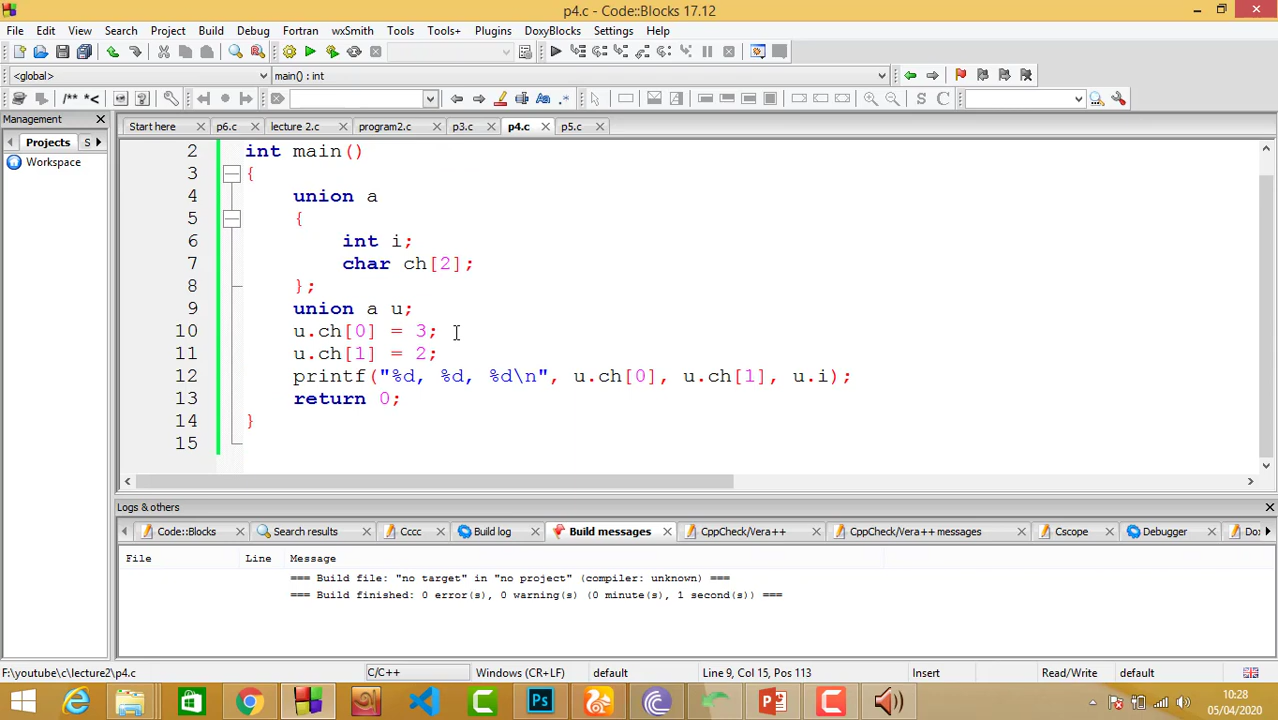 p4.c - Code::Blocks 17.12
File Edit View Search Project Build Debug Fortran wxSmith Tools Tools+ Plugins DoxyBlocks Settings Help
<global> main() : int
/** *<
Management
Start here p6.c lecture 2.c program2.c p3.c p4.c p5.c
Projects S
Workspace
2 int main()
3 {
4 union a
5 {
6 int i;
7 char ch[2];
8 };
9 union a u;
10 u.ch[0] = 3;
11 u.ch[1] = 2;
12 printf("%d, %d, %d\n", u.ch[0], u.ch[1], u.i);
13 return 0;
14 }
15
Logs & others
Code::Blocks Search results Cccc Build log Build messages CppCheck/Vera++ CppCheck/Vera++ messages Cscope Debugger Do
File Line Message
=== Build file: "no target" in "no project" (compiler: unknown) ===
=== Build finished: 0 error(s), 0 warning(s) (0 minute(s), 1 second(s)) ===
F:\youtube\c\lecture2\p4.c C/C++ Windows (CR+LF) default Line 9, Col 15, Pos 113 Insert Read/Write default
10:28
05/04/2020